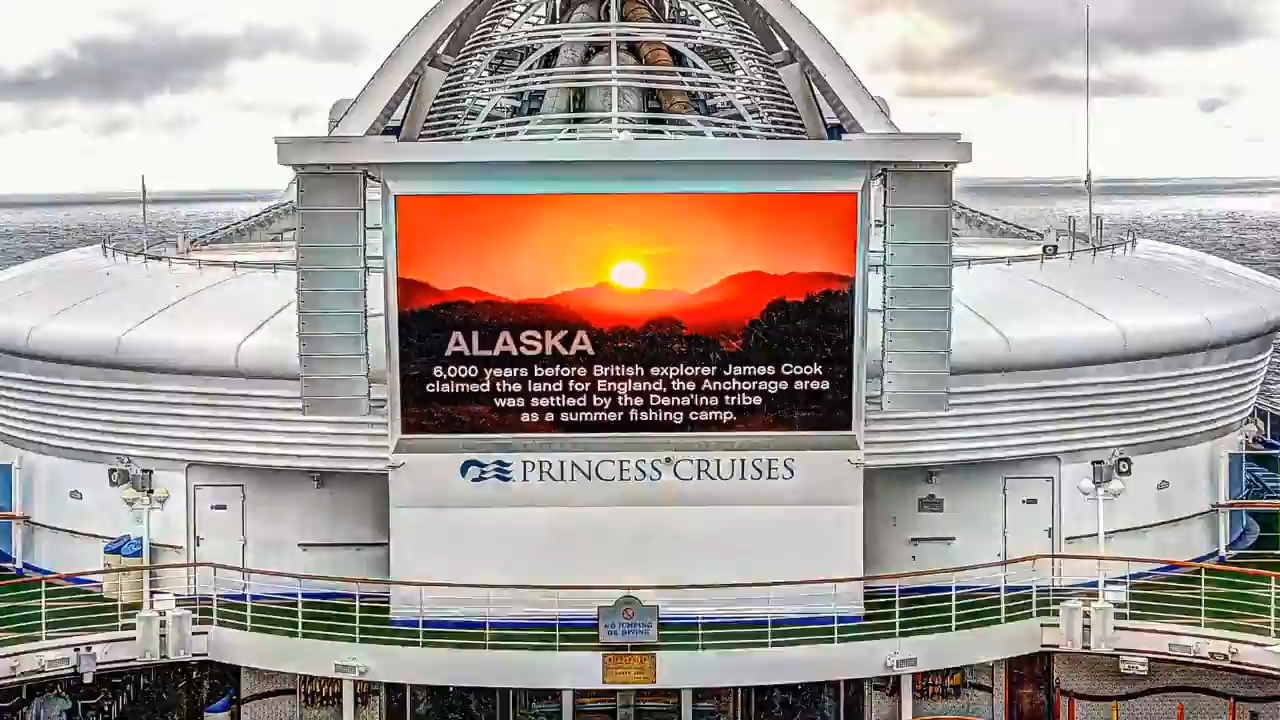 ALASKA
6,000 years before British explorer James Cook
claimed the land for England, the Anchorage area
was settled by the Dena'ina tribe
as a summer fishing camp.
PRINCESS CRUISES
NO JUMPING
OR DIVING